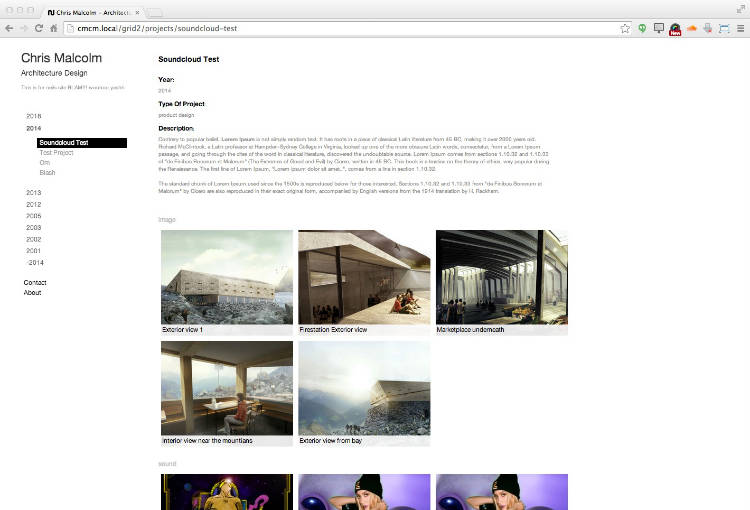 Chris Malcolm - Architectu
cmcm.local/grid2/projects/soundcloud-test
New
Chris Malcolm
Architecture Design
This is for website BLAM!!!
2016
2014
Soundcloud Test
Test Project
Om
Blash
2013
2012
2005
2003
2002
2001
-2014
Contact
About
Soundcloud Test
Year:
2014
Type Of Project:
product design
Description:
Contrary to popular belief, Lorem Ipsum is not simply random text. It has roots in a piece of classical Latin literature from 45 BC, making it over 2000 years old.
Richard McClintock, a Latin professor at Hampden-Sydney College in Virginia, looked up one of the more obscure Latin words, consectetur, from a Lorem Ipsum
passage, and going through the cites of the word in classical literature, discovered the undoubtable source. Lorem Ipsum comes from sections 1.10.32 and 1.10.33
of "de Finibus Bonorum et Malorum" (The Extremes of Good and Evil) by Cicero, written in 45 BC. This book is a treatise on the theory of ethics, very popular during
the Renaissance. The first line of Lorem Ipsum, "Lorem ipsum dolor sit amet..", comes from a line in section 1.10.32.
The standard chunk of Lorem Ipsum used since the 1500s is reproduced below for those interested. Sections 1.10.32 and 1.10.33 from "de Finibus Bonorum et
Malorum" by Cicero are also reproduced in their exact original form, accompanied by English versions from the 1914 translation by H. Rackham.
image
Exterior view 1
Firestation Exterior view
Marketplace underneath
Interior view near the mountians
Exterior view from bay
sound